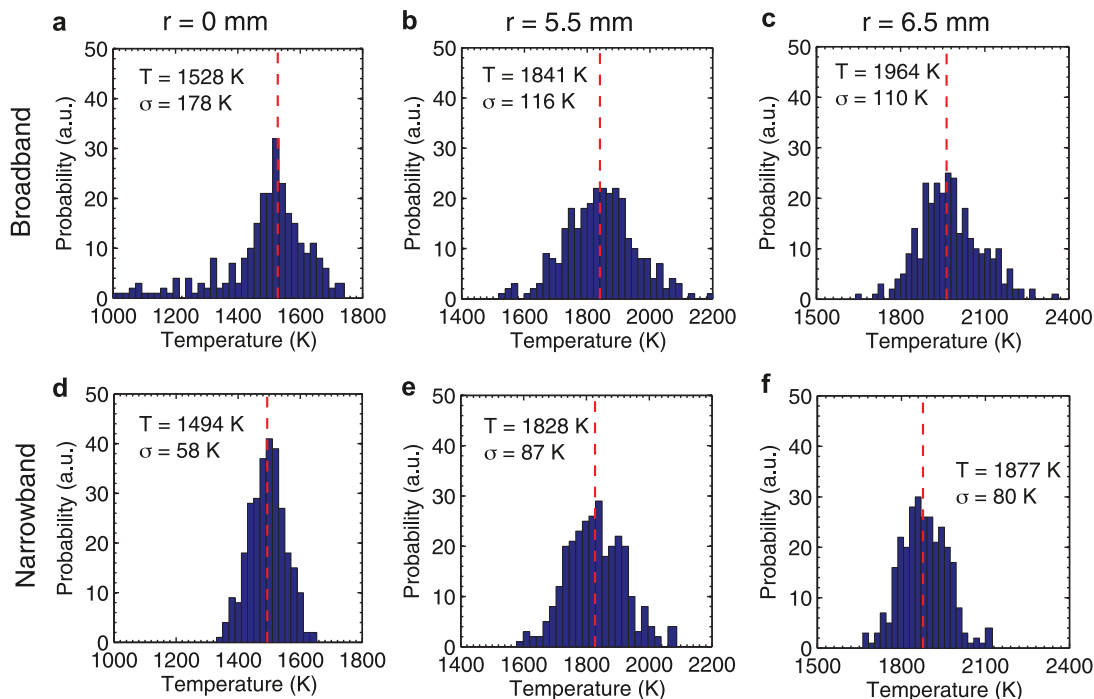 a r = 0 mm b r = 5.5 mm c r = 6.5 mm
Broadband
Probability (a.u.)
50
40
30
20
10
0
T = 1528 K
σ = 178 K
1000 1200 1400 1600 1800
Temperature (K)
Probability (a.u.)
50
40
30
20
10
0
T = 1841 K
σ = 116 K
1400 1600 1800 2000 2200
Temperature (K)
Probability (a.u.)
50
40
30
20
10
0
T = 1964 K
σ = 110 K
1500 1800 2100 2400
Temperature (K)
Narrowband
d
Probability (a.u.)
50
40
30
20
10
0
T = 1494 K
σ = 58 K
1000 1200 1400 1600 1800
Temperature (K)
e
Probability (a.u.)
50
40
30
20
10
0
T = 1828 K
σ = 87 K
1400 1600 1800 2000 2200
Temperature (K)
f
Probability (a.u.)
50
40
30
20
10
0
T = 1877 K
σ = 80 K
1500 1800 2100 2400
Temperature (K)